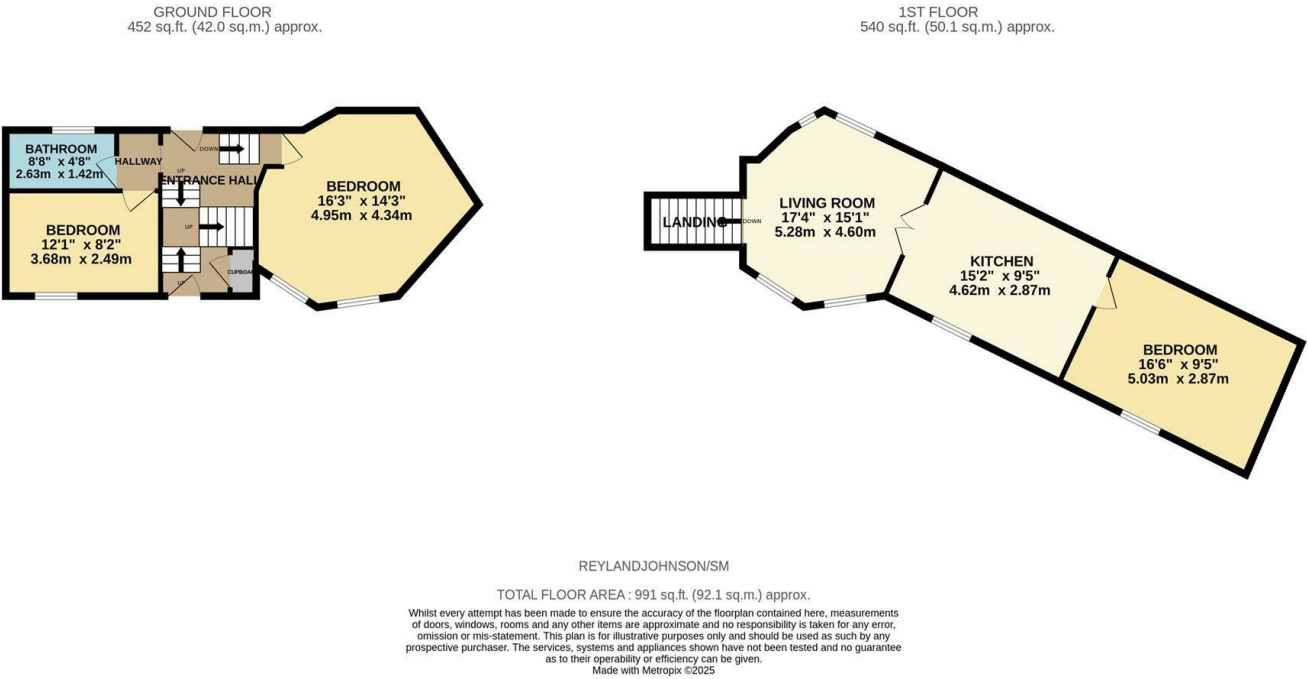 GROUND FLOOR
452 sq.ft. (42.0 sq.m.) approx.
BATHROOM
8'8" x 4'8"
2.63m x 1.42m
HALLWAY
DOWN
UP
ENTRANCE HALL
BEDROOM
16'3" x 14'3"
4.95m x 4.34m
BEDROOM
12'1" x 8'2"
3.68m x 2.49m
UP
CUPBOARD
UP
1ST FLOOR
540 sq.ft. (50.1 sq.m.) approx.
LANDING
DOWN
LIVING ROOM
17'4" x 15'1"
5.28m x 4.60m
KITCHEN
15'2" x 9'5"
4.62m x 2.87m
BEDROOM
16'6" x 9'5"
5.03m x 2.87m
REYLANDJOHNSON/SM
TOTAL FLOOR AREA : 991 sq.ft. (92.1 sq.m.) approx.
Whilst every attempt has been made to ensure the accuracy of the floorplan contained here, measurements
of doors, windows, rooms and any other items are approximate and no responsibility is taken for any error,
omission or mis-statement. This plan is for illustrative purposes only and should be used as such by any
prospective purchaser. The services, systems and appliances shown have not been tested and no guarantee
as to their operability or efficiency can be given.
Made with Metropix ©2025